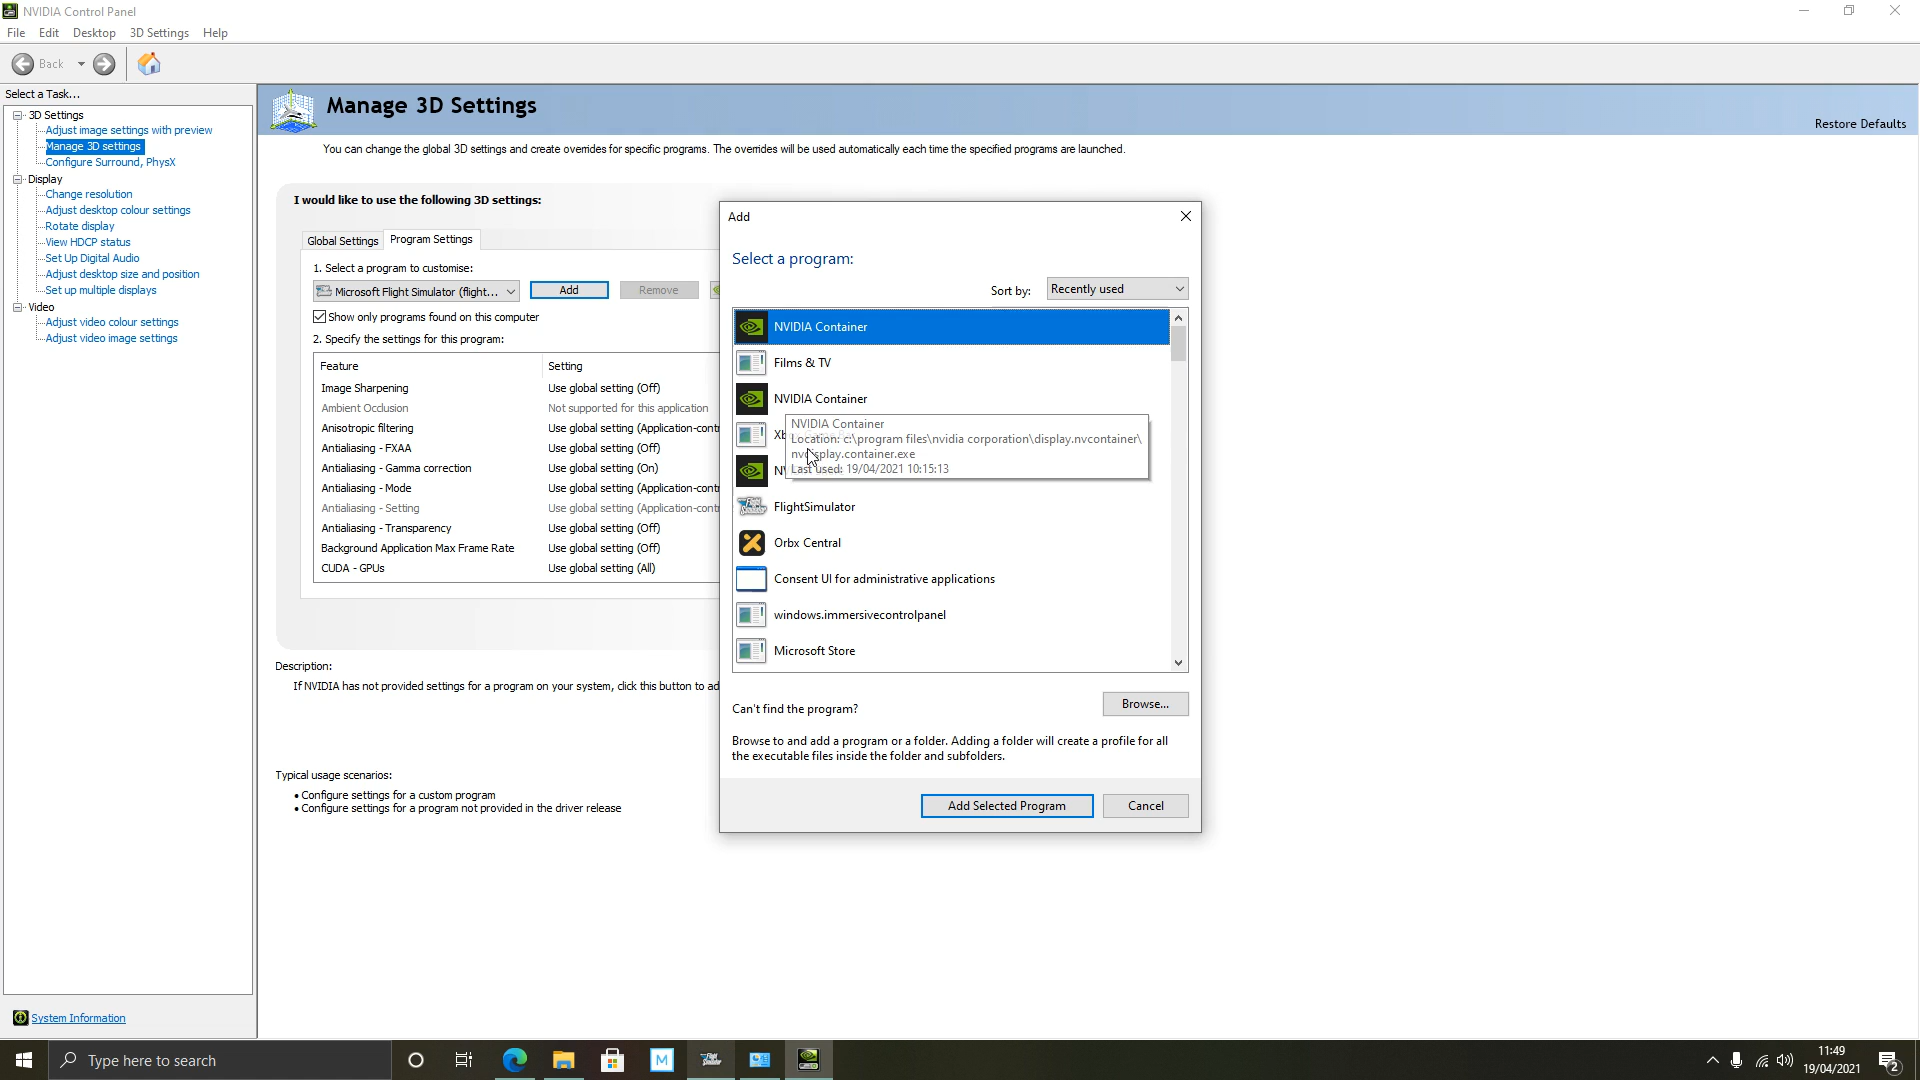 NVIDIA Control Panel
File Edit Desktop 3D Settings Help
Back
Select a Task...
3D Settings
Adjust image settings with preview
Manage 3D settings
Configure Surround, PhysX
Display
Change resolution
Adjust desktop colour settings
Rotate display
View HDCP status
Set Up Digital Audio
Adjust desktop size and position
Set up multiple displays
Video
Adjust video colour settings
Adjust video image settings
System Information
Manage 3D Settings
Restore Defaults
You can change the global 3D settings and create overrides for specific programs. The overrides will be used automatically each time the specified programs are launched.
I would like to use the following 3D settings:
Global Settings Program Settings
1. Select a program to customise:
Microsoft Flight Simulator (flight... Add Remove
Show only programs found on this computer
2. Specify the settings for this program:
Feature Setting
Image Sharpening Use global setting (Off)
Ambient Occlusion Not supported for this application
Anisotropic filtering Use global setting (Application-cont
Antialiasing - FXAA Use global setting (Off)
Antialiasing - Gamma correction Use global setting (On)
Antialiasing - Mode Use global setting (Application-cont
Antialiasing - Setting Use global setting (Application-cont
Antialiasing - Transparency Use global setting (Off)
Background Application Max Frame Rate Use global setting (Off)
CUDA - GPUs Use global setting (All)
Description:
If NVIDIA has not provided settings for a program on your system, click this button to ad
Typical usage scenarios:
• Configure settings for a custom program
• Configure settings for a program not provided in the driver release
Add
Select a program:
Sort by: Recently used
NVIDIA Container
Films & TV
NVIDIA Container
NVIDIA Container
Location: c:\program files\nvidia corporation\display.nvcontainer\
nvdisplay.container.exe
Last used: 19/04/2021 10:15:13
FlightSimulator
Orbx Central
Consent UI for administrative applications
windows.immersivecontrolpanel
Microsoft Store
Can't find the program? Browse...
Browse to and add a program or a folder. Adding a folder will create a profile for all
the executable files inside the folder and subfolders.
Add Selected Program Cancel
Type here to search
M
11:49
19/04/2021
2